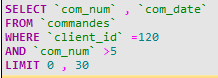 SELECT `com_num` , `com_date`
FROM `commandes`
WHERE `client_id` =120
AND `com_num` >5
LIMIT 0 , 30